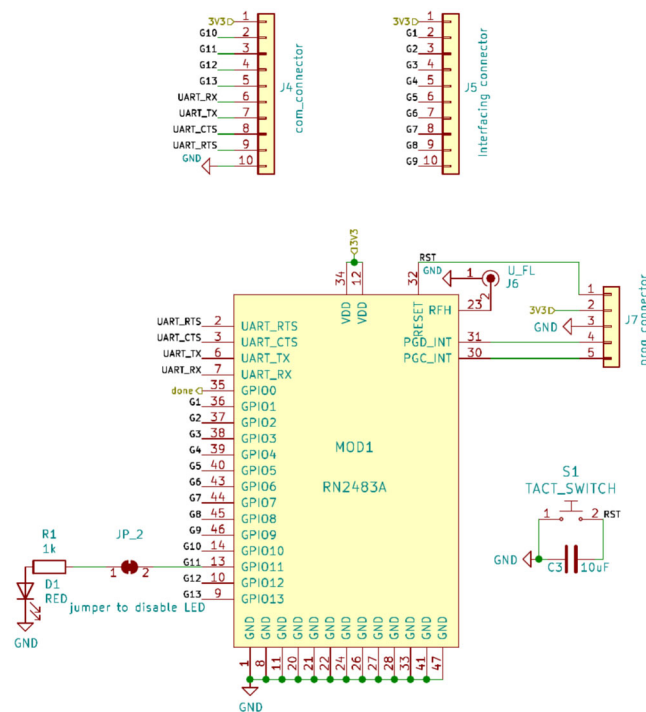 3V3 1
G10 2
G11 3
G12 4
G13 5
UART_RX 6
UART_TX 7
UART_CTS 8
UART_RTS 9
GND 10
J4
com_connector
3V3 1
G1 2
G2 3
G3 4
G4 5
G5 6
G6 7
G7 8
G8 9
G9 10
J5
Interfacing connector
3V3
34 VDD
12 VDD
32 RESET
RST
GND 1
2
U_FL
J6
23 RFH
31 PGD_INT
30 PGC_INT
1
3V3 2
GND 3
4
5
J7
prog_connector
UART_RTS 2 UART_RTS
UART_CTS 3 UART_CTS
UART_TX 6 UART_TX
UART_RX 7 UART_RX
done 35 GPIO0
G1 36 GPIO1
G2 37 GPIO2
G3 38 GPIO3
G4 39 GPIO4
G5 40 GPIO5
G6 43 GPIO6
G7 44 GPIO7
G8 45 GPIO8
G9 46 GPIO9
G10 14 GPIO10
G11 13 GPIO11
G12 10 GPIO12
G13 9 GPIO13
MOD1
RN2483A
S1
TACT_SWITCH
1 2 RST
GND
C3 10uF
R1
1k
JP_2
1 2
D1
RED
jumper to disable LED
GND
GND GND GND GND GND GND GND GND GND GND GND GND GND
1 8 11 20 21 22 24 26 27 28 33 41 47
GND